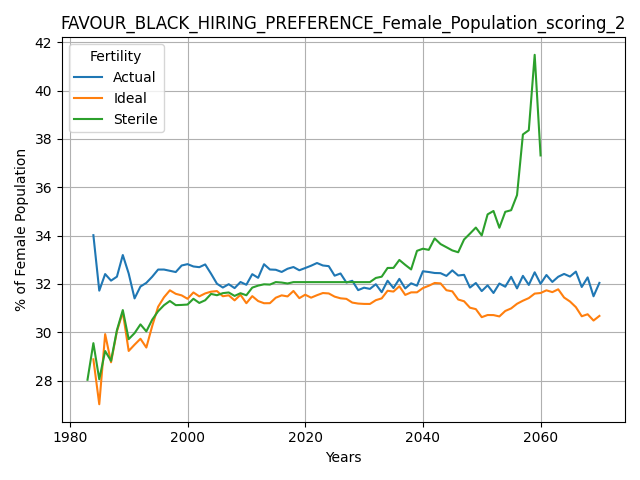 FAVOUR_BLACK_HIRING_PREFERENCE_Female_Population_scoring_2
Fertility
Actual
Ideal
Sterile
% of Female Population
42
40
38
36
34
32
30
28
1980
2000
2020
2040
2060
Years